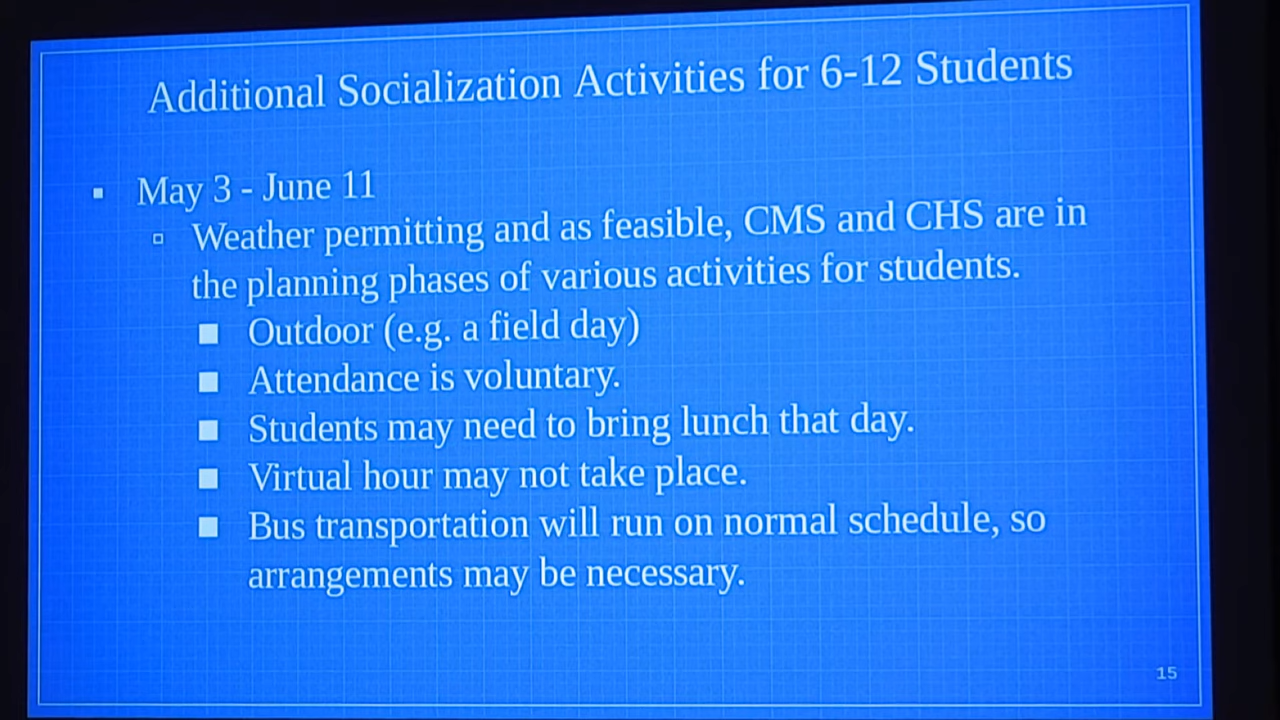 Additional Socialization Activities for 6-12 Students
May 3 - June 11
Weather permitting and as feasible, CMS and CHS are in
the planning phases of various activities for students.
Outdoor (e.g. a field day)
Attendance is voluntary.
Students may need to bring lunch that day.
Virtual hour may not take place.
Bus transportation will run on normal schedule, so
arrangements may be necessary.
15